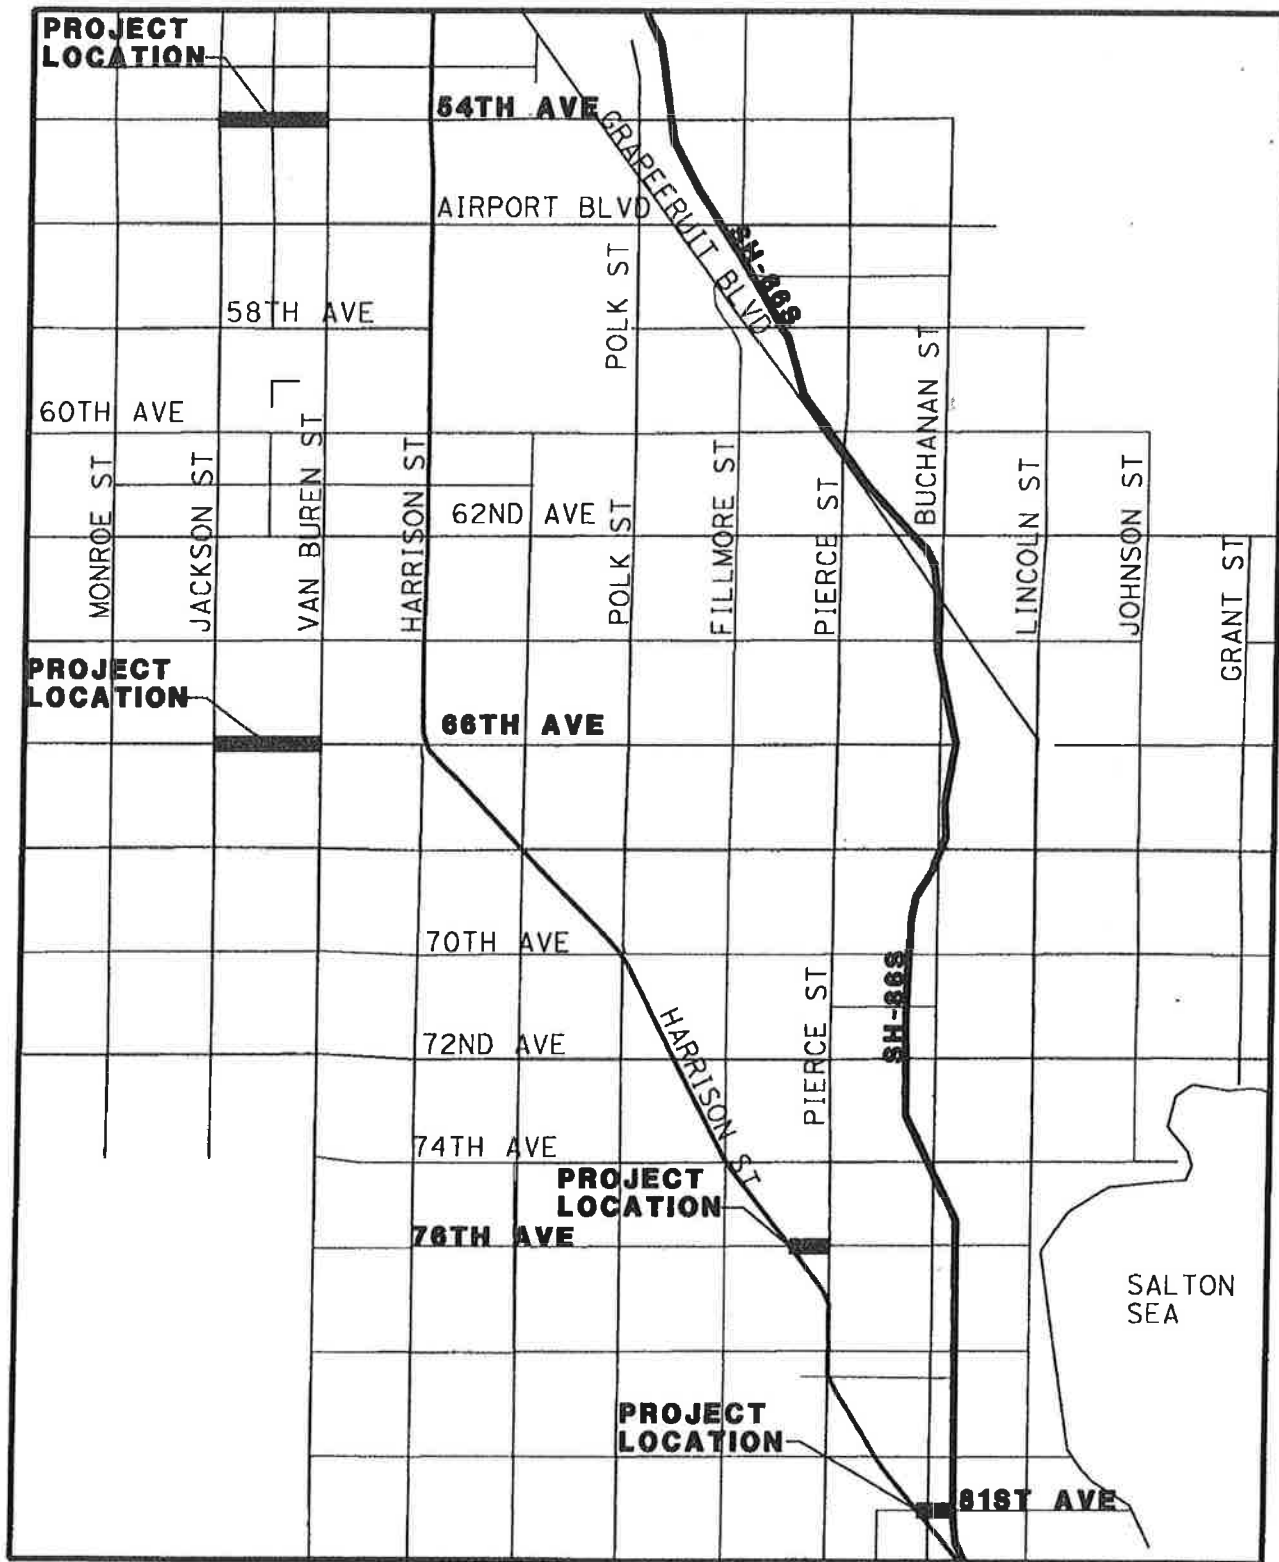 PROJECT
LOCATION
54TH AVE
GRAPEFRUIT BLVD
AIRPORT BLVD
SH-86S
POLK ST
58TH AVE
BUCHANAN ST
60TH AVE
MONROE ST
JACKSON ST
VAN BUREN ST
HARRISON ST
62ND AVE
POLK ST
FILLMORE ST
PIERCE ST
LINCOLN ST
JOHNSON ST
GRANT ST
PROJECT
LOCATION
66TH AVE
70TH AVE
PIERCE ST
SH-86S
HARRISON ST
72ND AVE
74TH AVE
PROJECT
LOCATION
76TH AVE
SALTON
SEA
PROJECT
LOCATION
81ST AVE